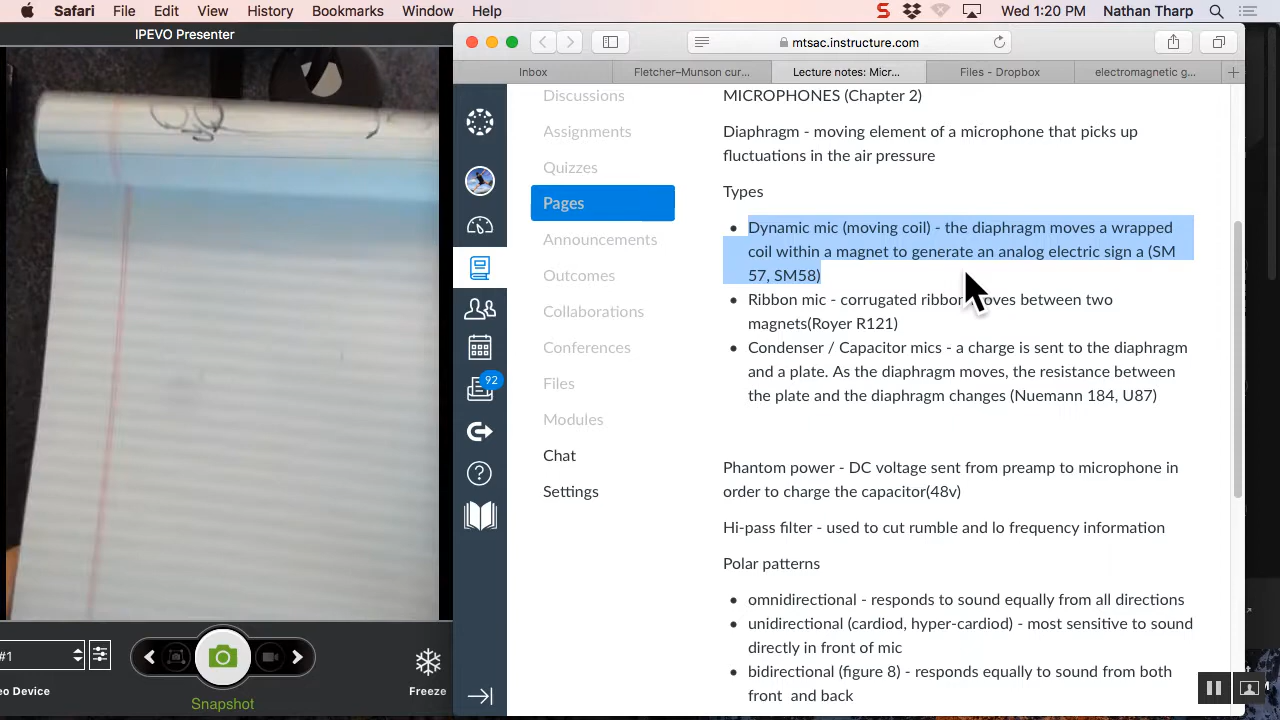 Safari File Edit View History Bookmarks Window Help S Wed 1:20 PM Nathan Tharp
IPEVO Presenter
mtsac.instructure.com
Inbox Fletcher–Munson cur... Lecture notes: Micr... Files - Dropbox electromagnetic g... +
Discussions
Assignments
Quizzes
Pages
Announcements
Outcomes
Collaborations
Conferences
Files
Modules
Chat
Settings
92
MICROPHONES (Chapter 2)
Diaphragm - moving element of a microphone that picks up
fluctuations in the air pressure
Types
• Dynamic mic (moving coil) - the diaphragm moves a wrapped
coil within a magnet to generate an analog electric sign a (SM
57, SM58)
• Ribbon mic - corrugated ribbon moves between two
magnets(Royer R121)
• Condenser / Capacitor mics - a charge is sent to the diaphragm
and a plate. As the diaphragm moves, the resistance between
the plate and the diaphragm changes (Nuemann 184, U87)
Phantom power - DC voltage sent from preamp to microphone in
order to charge the capacitor(48v)
Hi-pass filter - used to cut rumble and lo frequency information
Polar patterns
• omnidirectional - responds to sound equally from all directions
• unidirectional (cardiod, hyper-cardiod) - most sensitive to sound
directly in front of mic
• bidirectional (figure 8) - responds equally to sound from both
front and back
#1
eo Device
Snapshot
Freeze